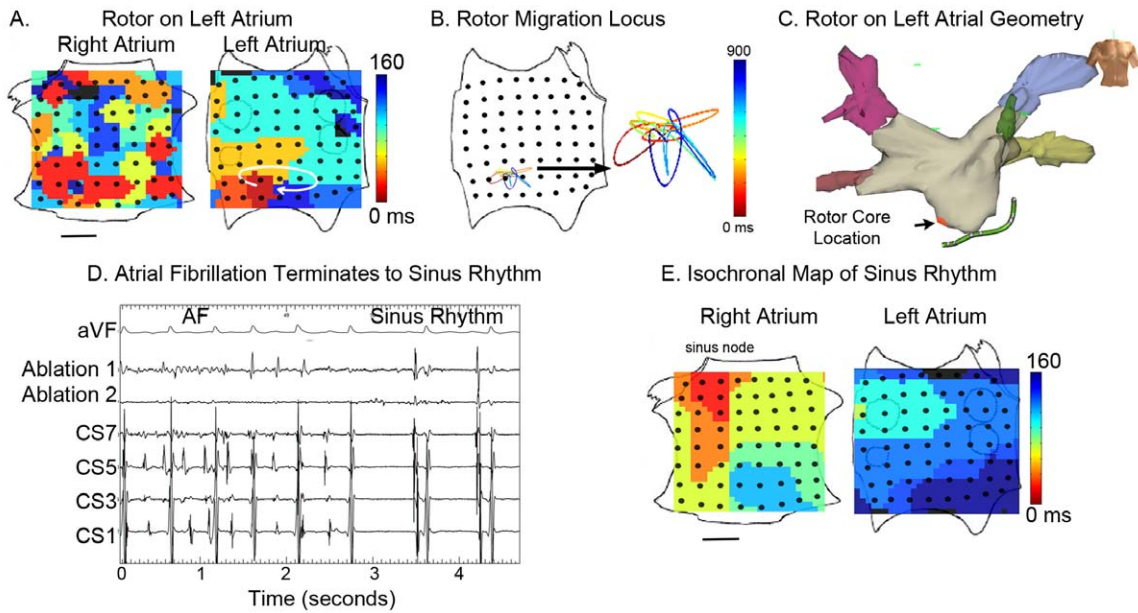 A. Rotor on Left Atrium
Right Atrium Left Atrium
160
0 ms
B. Rotor Migration Locus
900
0 ms
C. Rotor on Left Atrial Geometry
Rotor Core
Location
D. Atrial Fibrillation Terminates to Sinus Rhythm
AF Sinus Rhythm
aVF
Ablation 1
Ablation 2
CS7
CS5
CS3
CS1
0 1 2 3 4
Time (seconds)
E. Isochronal Map of Sinus Rhythm
Right Atrium Left Atrium
sinus node
160
0 ms